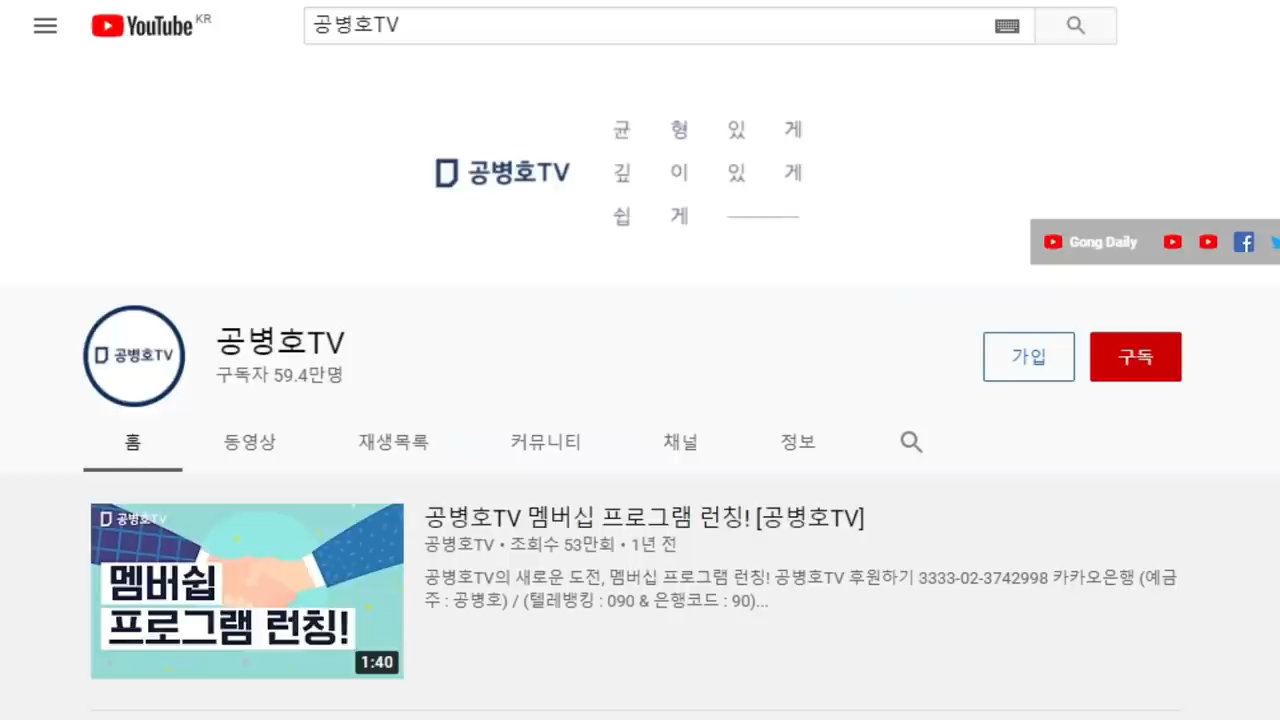 YouTube KR
공병호TV
균 형 있 게
공병호TV
깊 이 있 게
쉽 게
Gong Daily
공병호TV
공병호TV
구독자 59.4만명
가입
구독
홈 동영상 재생목록 커뮤니티 채널 정보
공병호TV
멤버쉽
프로그램 런칭!
1:40
공병호TV 멤버십 프로그램 런칭! [공병호TV]
공병호TV • 조회수 53만회 • 1년 전
공병호TV의 새로운 도전, 멤버십 프로그램 런칭! 공병호TV 후원하기 3333-02-3742998 카카오은행 (예금
주 : 공병호) / (텔레뱅킹 : 090 & 은행코드 : 90)...